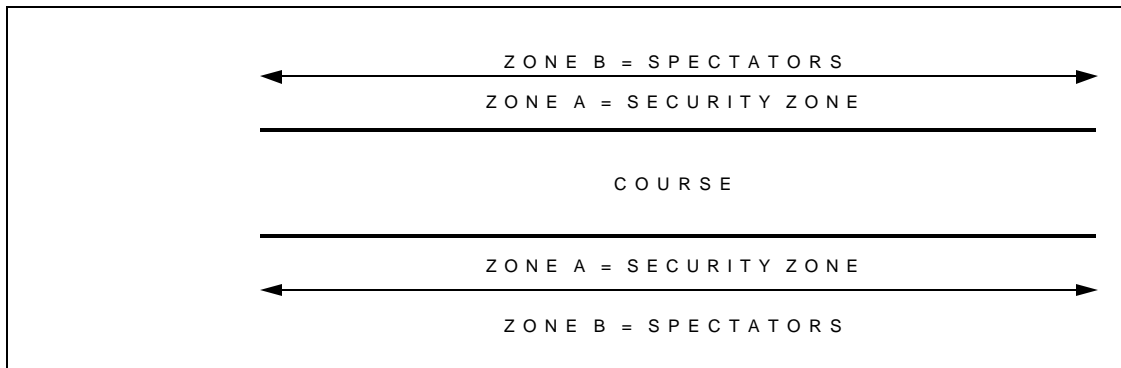 ZONE B = SPECTATORS
ZONE A = SECURITY ZONE
COURSE
ZONE A = SECURITY ZONE
ZONE B = SPECTATORS